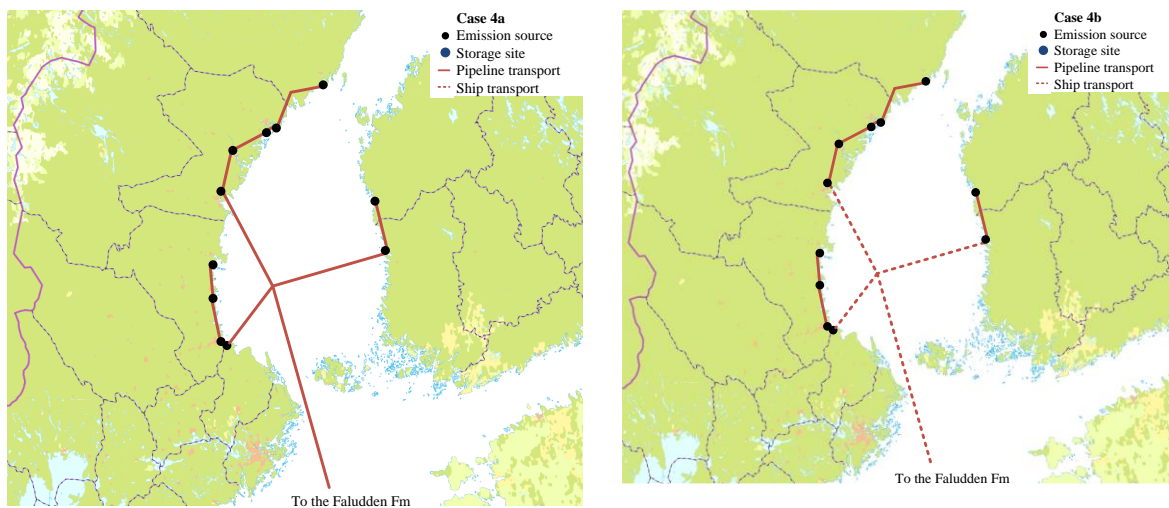 Case 4a
Emission source
Storage site
Pipeline transport
Ship transport
To the Faludden Fm
Case 4b
Emission source
Storage site
Pipeline transport
Ship transport
To the Faludden Fm